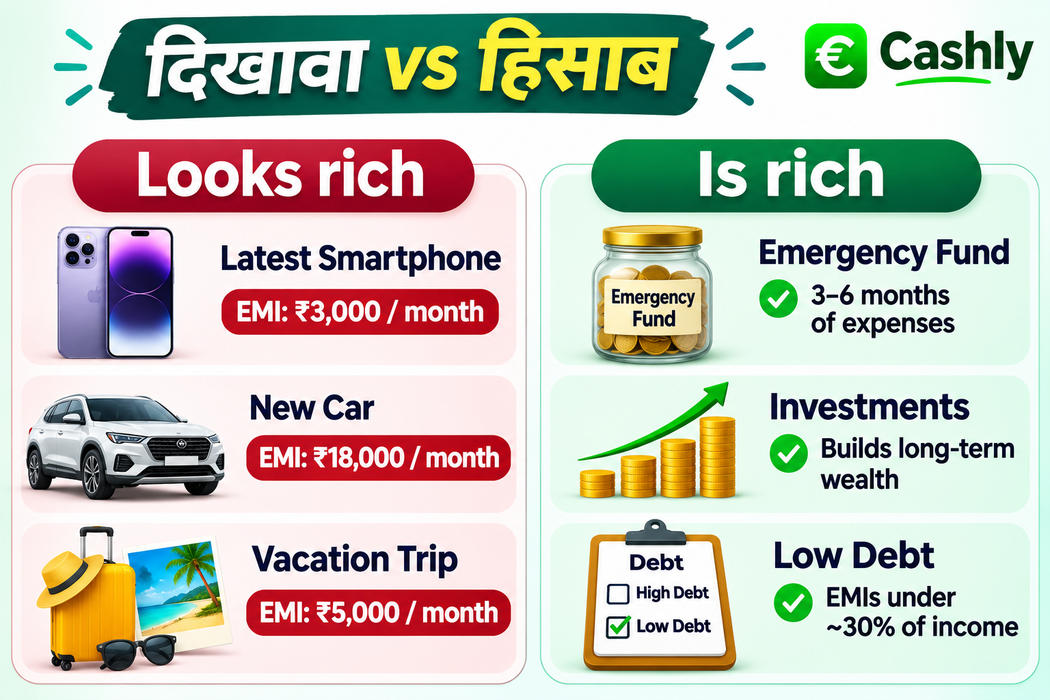 दिखावा vs हिसाब
€ Cashly
Looks rich
Latest Smartphone
EMI: ₹3,000 / month
New Car
EMI: ₹18,000 / month
Vacation Trip
EMI: ₹5,000 / month
Is rich
Emergency
Fund
Emergency Fund
3–6 months
of expenses
Investments
Builds long-term
wealth
Debt
High Debt
Low Debt
Low Debt
EMIs under
~30% of income